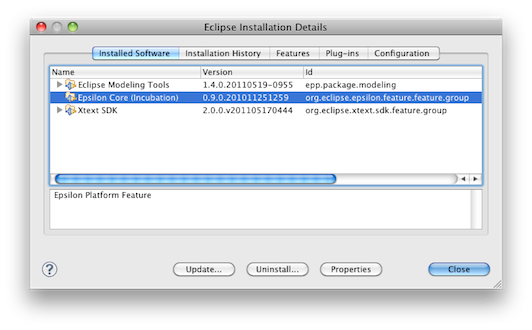 Eclipse Installation Details
Installed Software Installation History Features Plug-ins Configuration
Name Version Id
Eclipse Modeling Tools 1.4.0.20110519-0955 epp.package.modeling
Epsilon Core (Incubation) 0.9.0.201011251259 org.eclipse.epsilon.feature.feature.group
Xtext SDK 2.0.0.v201105170444 org.eclipse.xtext.sdk.feature.group
Epsilon Platform Feature
? Update... Uninstall... Properties Close